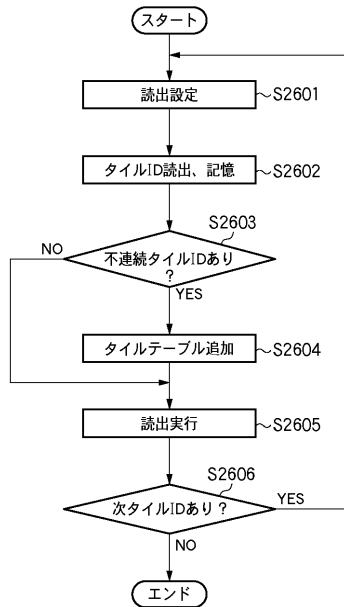 スタート
読出設定
S2601
タイルID読出、記憶
S2602
S2603
NO
不連続タイルIDあり
?
YES
タイルテーブル追加
S2604
読出実行
S2605
S2606
次タイルIDあり?
YES
NO
エンド